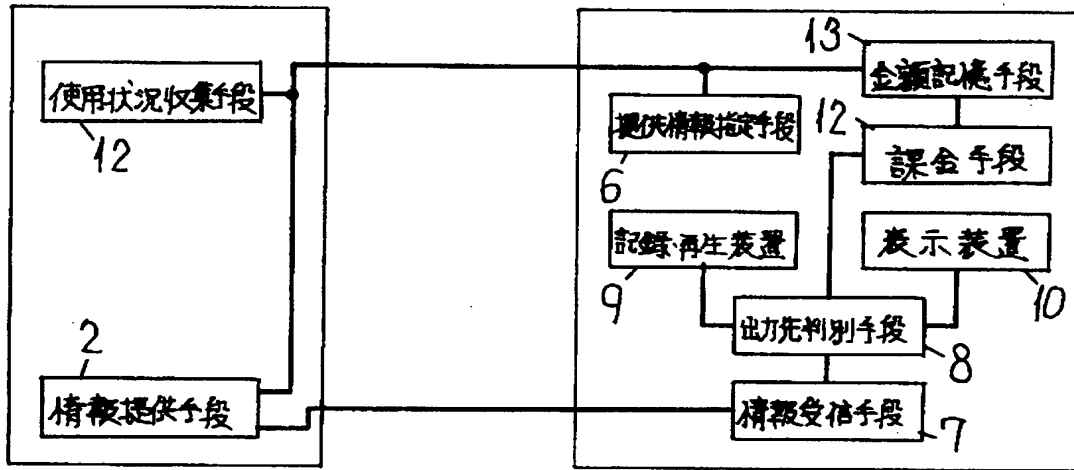 使用状況収集手段
12
2
情報提供手段
13
金額記憶手段
提供情報指定手段
6
12
課金手段
記録・再生装置
9
表示装置
10
出力先判別手段
8
情報受信手段
7